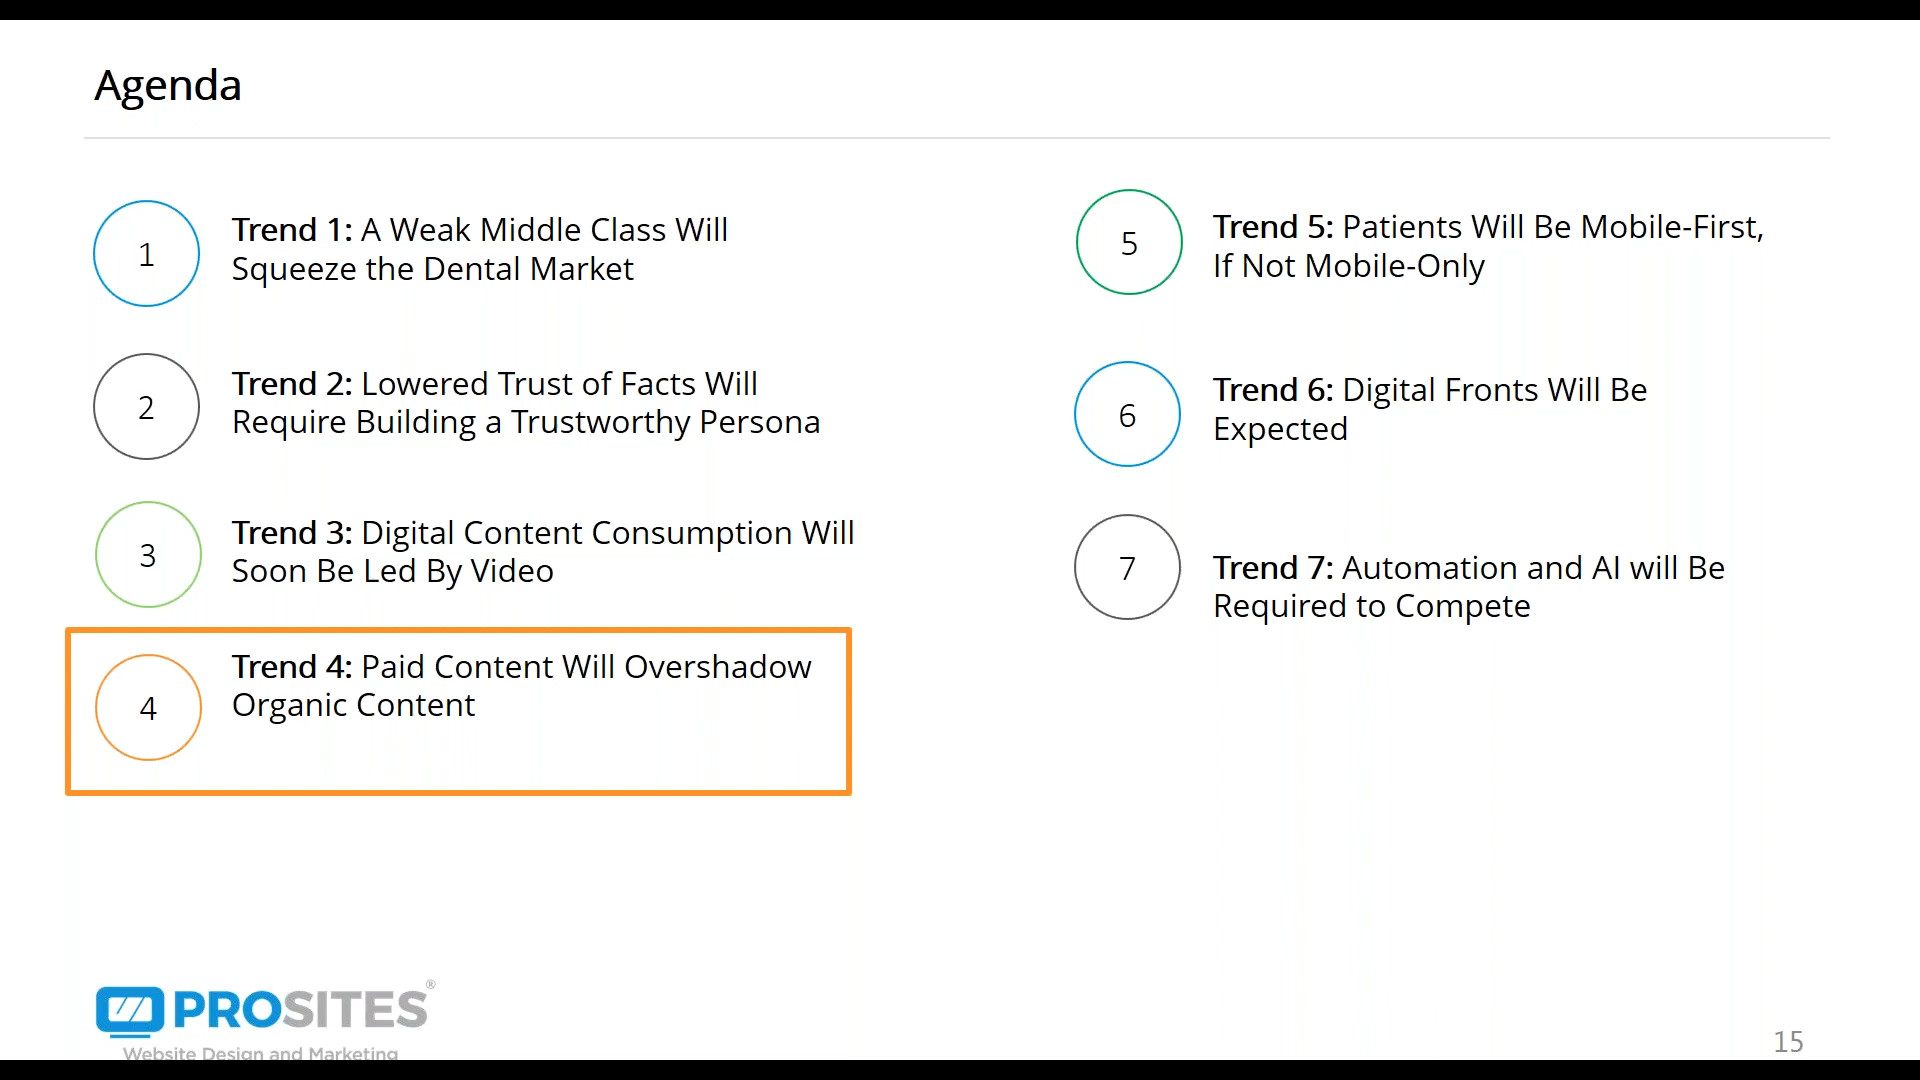 Agenda
1
Trend 1: A Weak Middle Class Will
Squeeze the Dental Market
2
Trend 2: Lowered Trust of Facts Will
Require Building a Trustworthy Persona
3
Trend 3: Digital Content Consumption Will
Soon Be Led By Video
4
Trend 4: Paid Content Will Overshadow
Organic Content
5
Trend 5: Patients Will Be Mobile-First,
If Not Mobile-Only
6
Trend 6: Digital Fronts Will Be
Expected
7
Trend 7: Automation and AI will Be
Required to Compete
PROSITES®
Website Design and Marketing
15